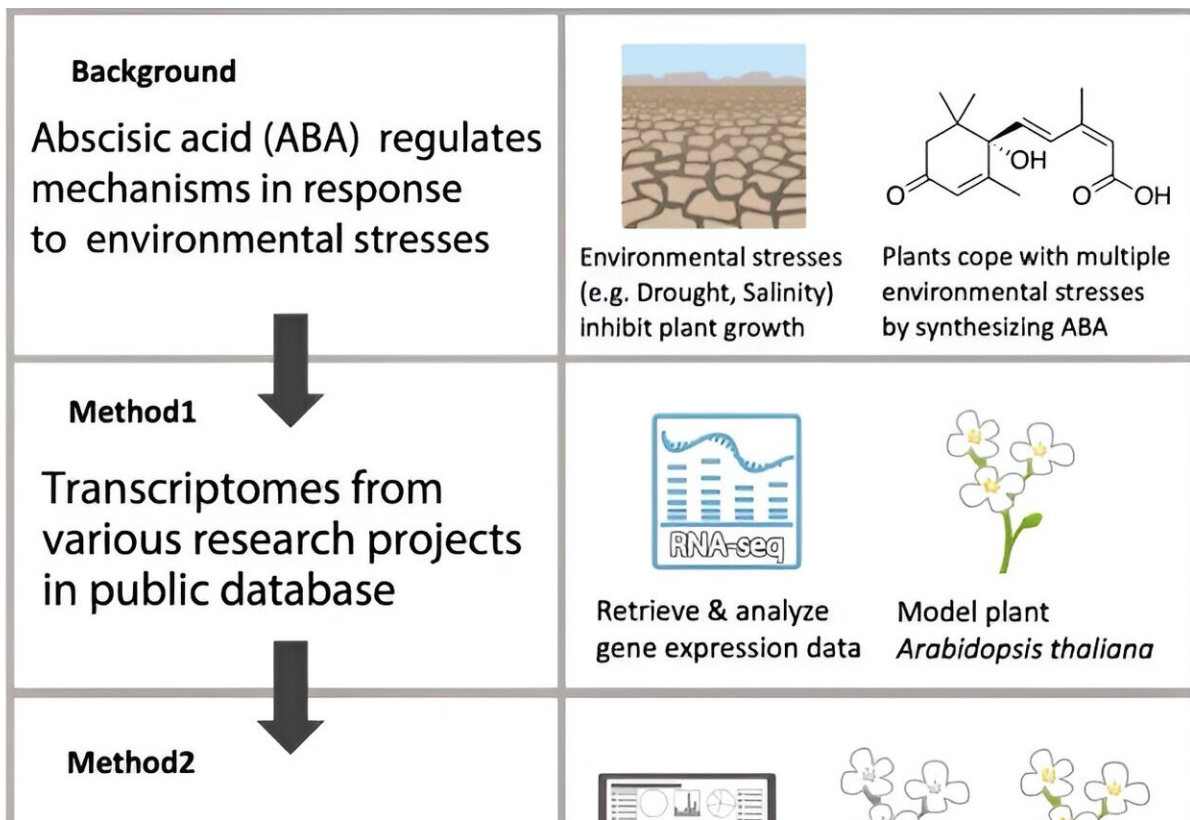 Background
Abscisic acid (ABA) regulates
mechanisms in response
to environmental stresses
O
OH
O
OH
Environmental stresses
(e.g. Drought, Salinity)
inhibit plant growth
Plants cope with multiple
environmental stresses
by synthesizing ABA
Method1
Transcriptomes from
various research projects
in public database
RNA-seq
Retrieve & analyze
gene expression data
Model plant
Arabidopsis thaliana
Method2